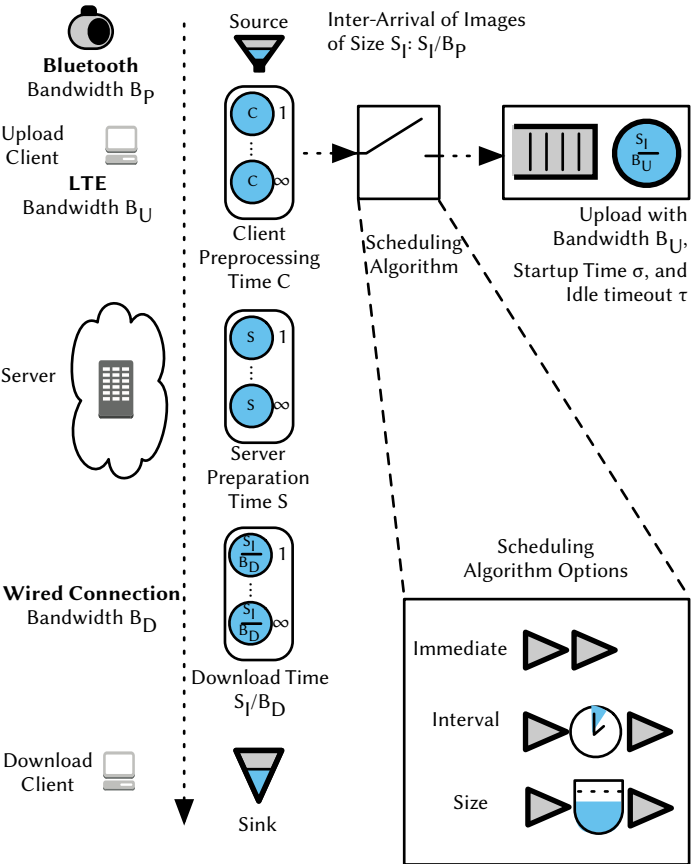 Source
Inter-Arrival of Images
of Size S_I: S_I/B_P
Bluetooth
Bandwidth B_P
Upload
Client
LTE
Bandwidth B_U
C 1
⋮
C ∞
Client
Preprocessing
Time C
Scheduling
Algorithm
S_I
B_U
Upload with
Bandwidth B_U,
Startup Time σ, and
Idle timeout τ
Server
S 1
⋮
S ∞
Server
Preparation
Time S
Wired Connection
Bandwidth B_D
S_I
B_D
1
⋮
S_I
B_D
∞
Download Time
S_I/B_D
Download
Client
Sink
Scheduling
Algorithm Options
Immediate
Interval
Size